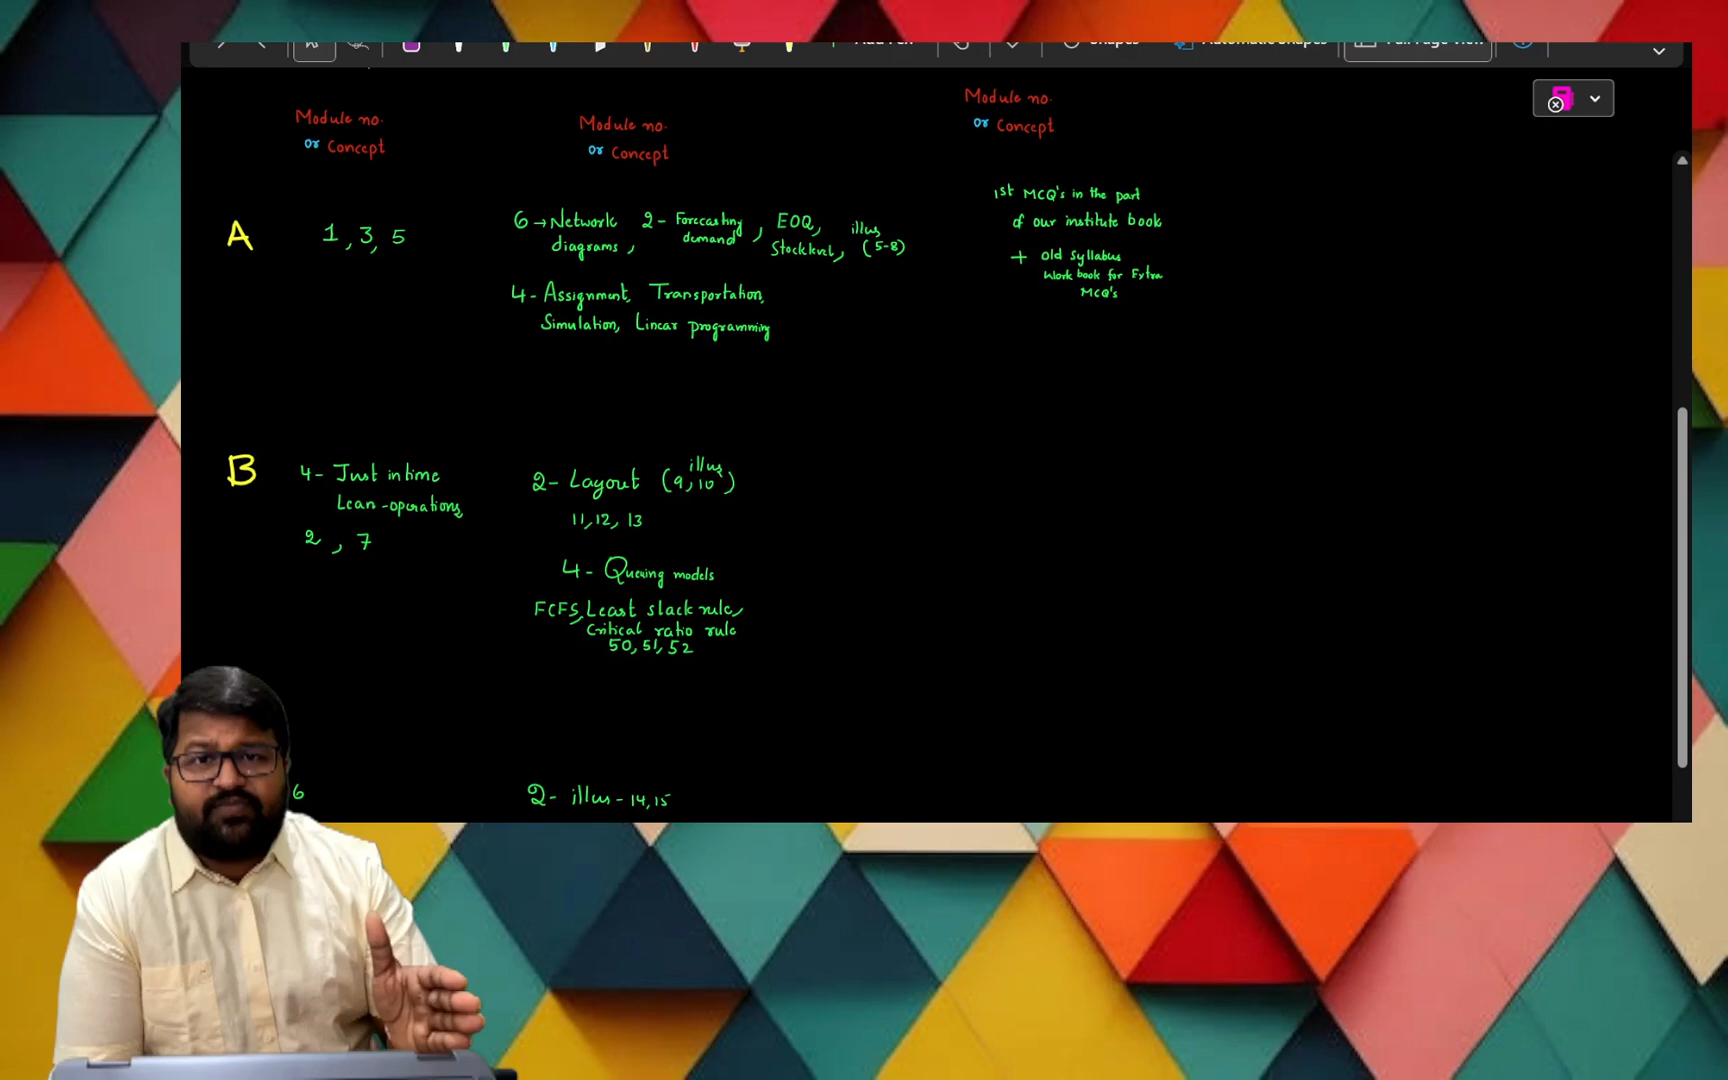 Module no.
or Concept
Module no.
or Concept
Module no.
or Concept
A
1, 3, 5
6 → Network
diagrams,
2 - Forecasting
demand,
EOQ,
Stocklevel,
illus
(5-8)
4 - Assignment, Transportation,
Simulation, Linear programming
1st MCQ's in the part
of our institute book
+ old syllabus
Work book for Extra
MCQ's
B
4 - Just in time
Lean -operations,
2, 7
2 - Layout (9, 10)
illus
11, 12, 13
4 - Queuing models
FCFS, Least slack rule,
Critical ratio rule
50, 51, 52
6
2 - illus - 14, 15